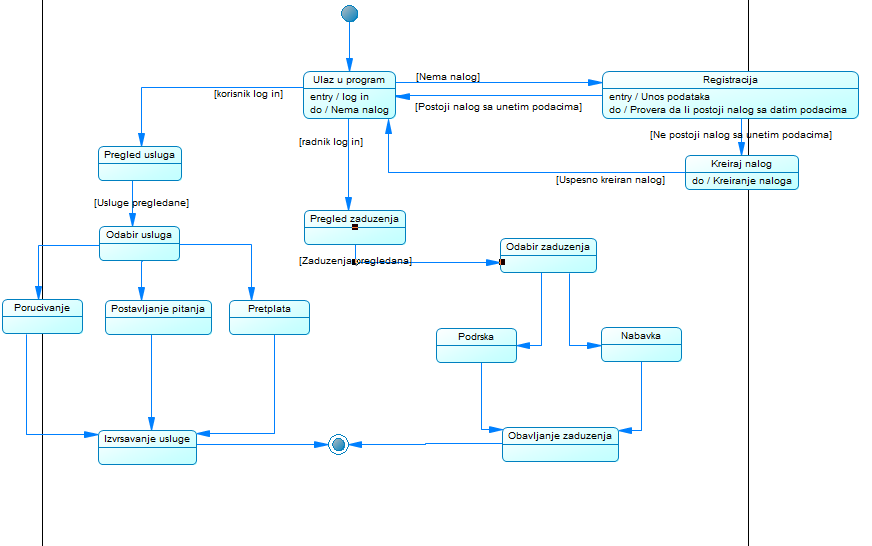 Ulaz u program
entry / log in
do / Nema nalog
[Nema nalog]
[Postoji nalog sa unetim podacima]
Registracija
entry / Unos podataka
do / Provera da li postoji nalog sa datim podacima
[korisnik log in]
[radnik log in]
[Ne postoji nalog sa unetim podacima]
Pregled usluga
Kreiraj nalog
do / Kreiranje naloga
[Uspesno kreiran nalog]
[Usluge pregledane]
Pregled zaduzenja
Odabir usluga
Odabir zaduzenja
[Zaduzenja pregledana]
Porucivanje
Postavljanje pitanja
Pretplata
Podrska
Nabavka
Izvrsavanje usluge
Obavljanje zaduzenja